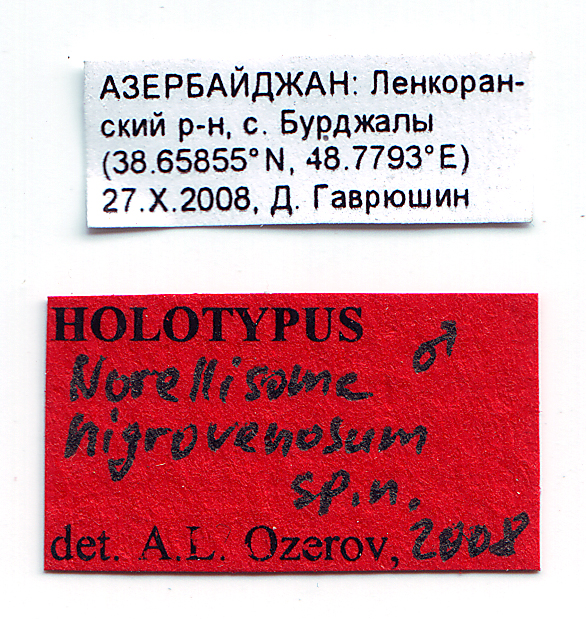 АЗЕРБАЙДЖАН: Ленкоран-
ский р-н, с. Бурджалы
(38.65855°N, 48.7793°E)
27.X.2008, Д. Гаврюшин
HOLOTYPUS ♂
Norellisoma
nigrovenosum
sp.n.
det. A.L. Ozerov, 2008